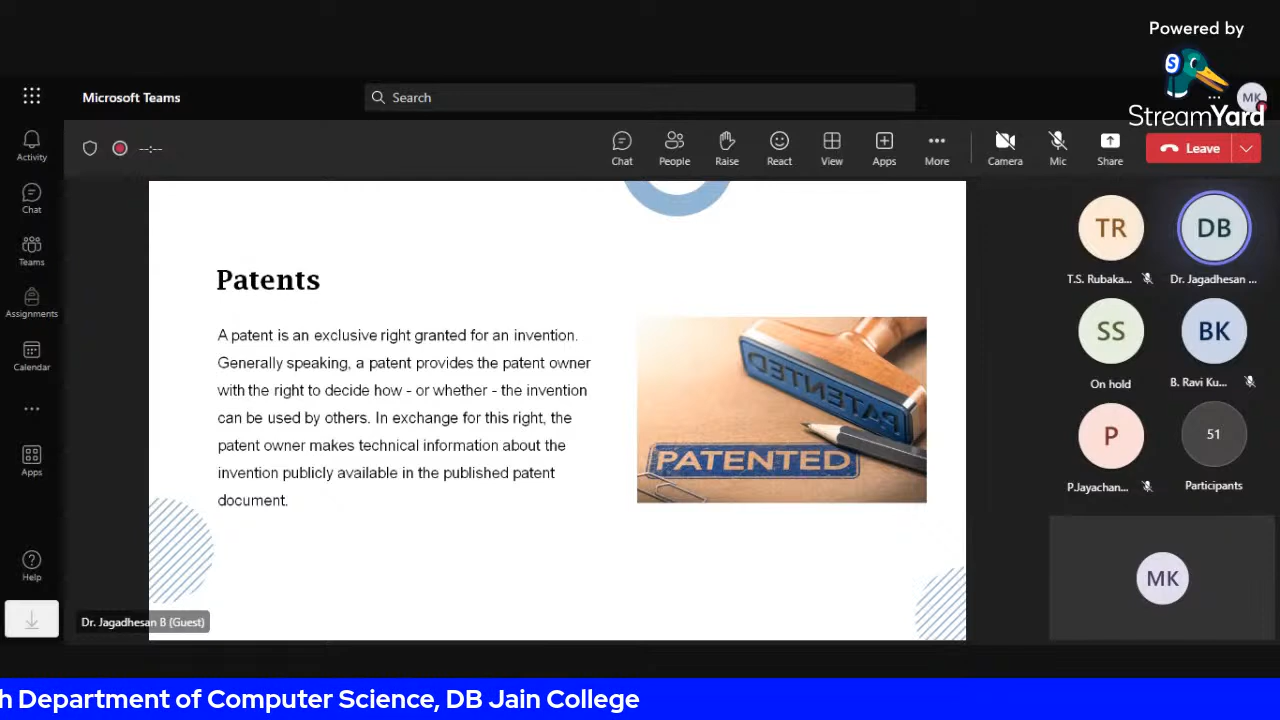 Powered by
StreamYard
Microsoft Teams
Search
MK
--:--
Chat
People
Raise
React
View
Apps
More
Camera
Mic
Share
Leave
Activity
Chat
Teams
Assignments
Calendar
Apps
Help
Patents
A patent is an exclusive right granted for an invention.
Generally speaking, a patent provides the patent owner
with the right to decide how - or whether - the invention
can be used by others. In exchange for this right, the
patent owner makes technical information about the
invention publicly available in the published patent
document.
PATENTED
PATENTED
TR
T.S. Rubaka...
DB
Dr. Jagadhesan ...
SS
On hold
BK
B. Ravi Ku...
P
P.Jayachan...
51
Participants
MK
Dr. Jagadhesan B (Guest)
h Department of Computer Science, DB Jain College